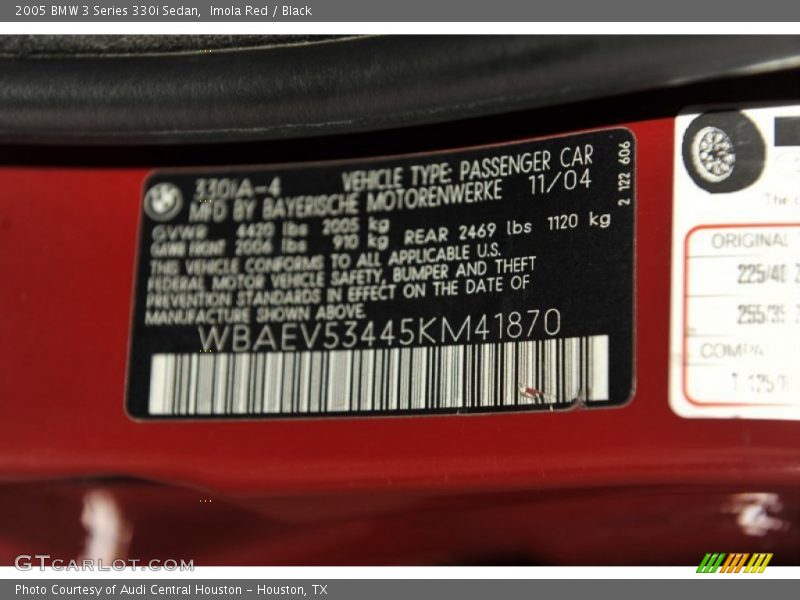 2005 BMW 3 Series 330i Sedan, Imola Red / Black
330iA-4 VEHICLE TYPE: PASSENGER CAR
MFD BY BAYERISCHE MOTORENWERKE 11/04
GVWR 4420 lbs 2005 kg
GAWR FRONT 2006 lbs 910 kg REAR 2469 lbs 1120 kg
THIS VEHICLE CONFORMS TO ALL APPLICABLE U.S.
FEDERAL MOTOR VEHICLE SAFETY, BUMPER AND THEFT
PREVENTION STANDARDS IN EFFECT ON THE DATE OF
MANUFACTURE SHOWN ABOVE.
WBAEV53445KM41870
2 122 606
ORIGINAL
225/40
255/35
GTCARMOT.COM
Photo Courtesy of Audi Central Houston - Houston, TX